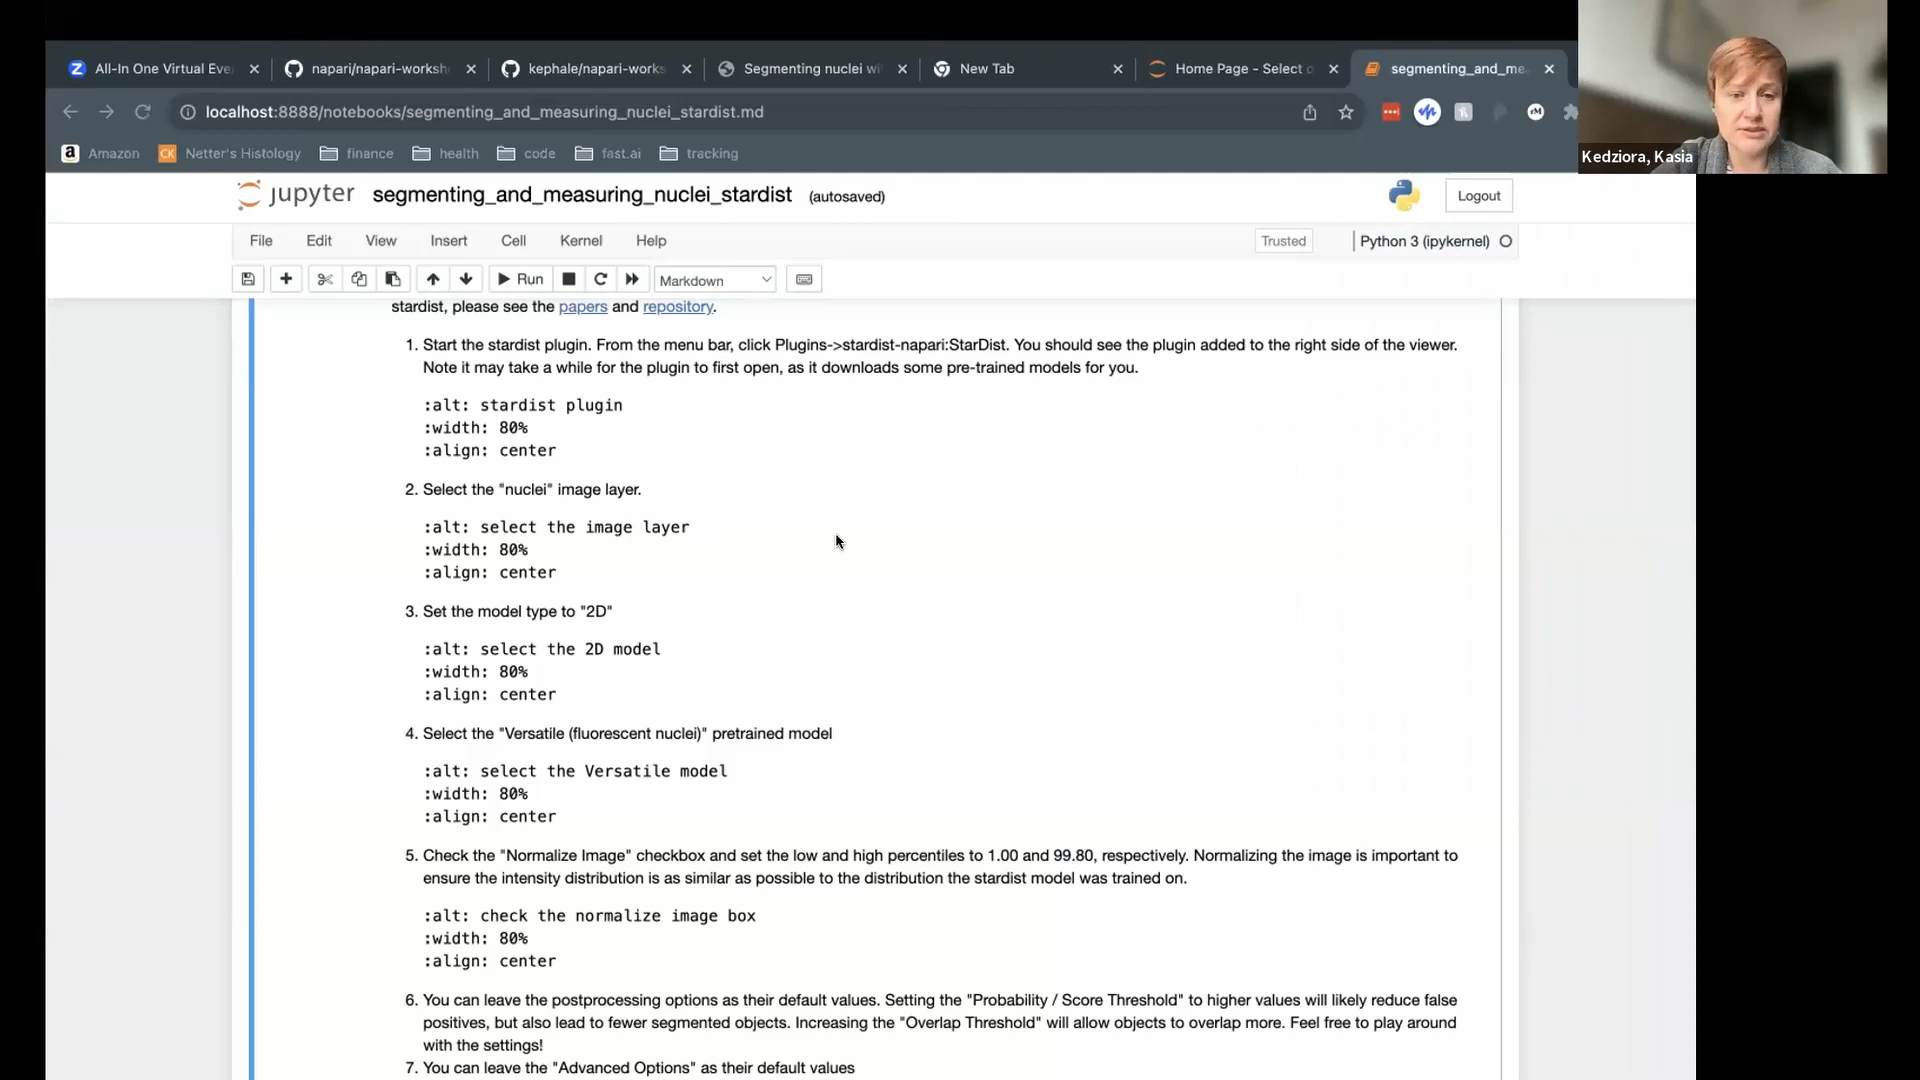 All-In One Virtual Eve
napari/napari-worksh
kephale/napari-works
Segmenting nuclei wi
New Tab
Home Page - Select o
segmenting_and_me
localhost:8888/notebooks/segmenting_and_measuring_nuclei_stardist.md
Amazon
Netter's Histology
finance
health
code
fast.ai
tracking
Kedziora, Kasia
jupyter segmenting_and_measuring_nuclei_stardist (autosaved)
Logout
File Edit View Insert Cell Kernel Help
Trusted
Python 3 (ipykernel)
Run
Markdown
stardist, please see the papers and repository.
1. Start the stardist plugin. From the menu bar, click Plugins->stardist-napari:StarDist. You should see the plugin added to the right side of the viewer.
Note it may take a while for the plugin to first open, as it downloads some pre-trained models for you.
:alt: stardist plugin
:width: 80%
:align: center
2. Select the "nuclei" image layer.
:alt: select the image layer
:width: 80%
:align: center
3. Set the model type to "2D"
:alt: select the 2D model
:width: 80%
:align: center
4. Select the "Versatile (fluorescent nuclei)" pretrained model
:alt: select the Versatile model
:width: 80%
:align: center
5. Check the "Normalize Image" checkbox and set the low and high percentiles to 1.00 and 99.80, respectively. Normalizing the image is important to
ensure the intensity distribution is as similar as possible to the distribution the stardist model was trained on.
:alt: check the normalize image box
:width: 80%
:align: center
6. You can leave the postprocessing options as their default values. Setting the "Probability / Score Threshold" to higher values will likely reduce false
positives, but also lead to fewer segmented objects. Increasing the "Overlap Threshold" will allow objects to overlap more. Feel free to play around
with the settings!
7. You can leave the "Advanced Options" as their default values